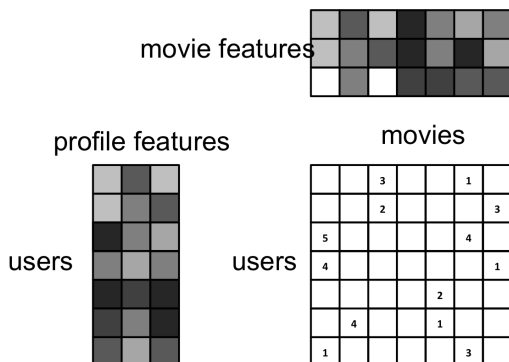 movie features
profile features
movies
users
users
3 1
2 3
5 4
4 1
2
4 1
1 3